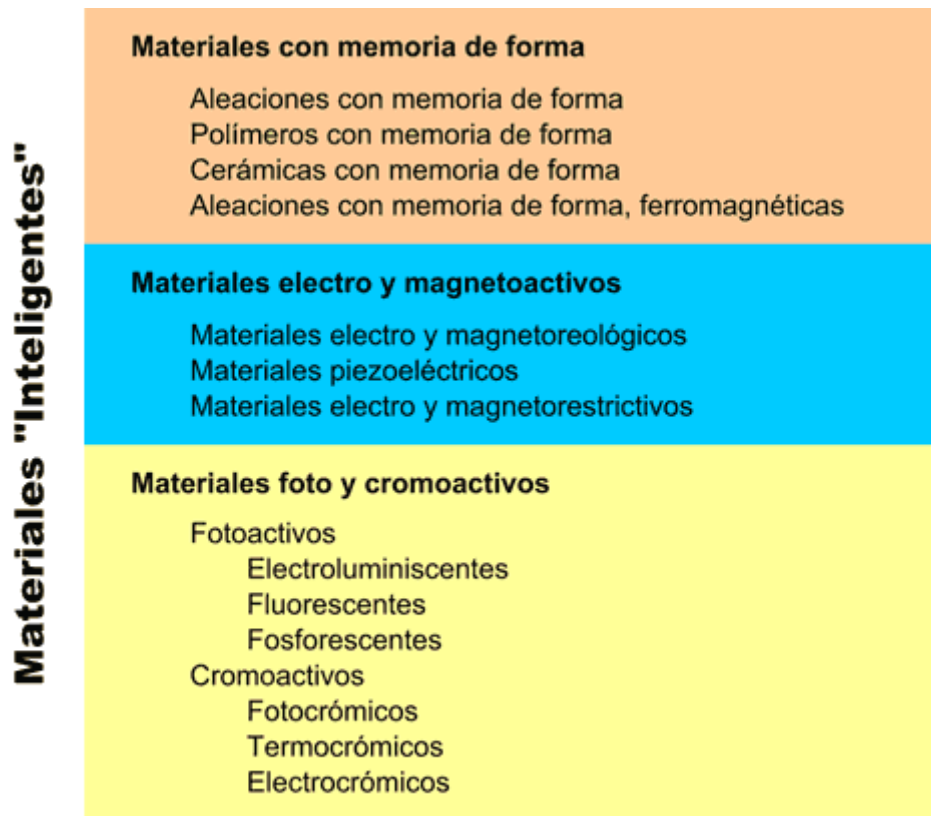 Materiales "Inteligentes"
Materiales con memoria de forma
Aleaciones con memoria de forma
Polímeros con memoria de forma
Cerámicas con memoria de forma
Aleaciones con memoria de forma, ferromagnéticas
Materiales electro y magnetoactivos
Materiales electro y magnetoreológicos
Materiales piezoeléctricos
Materiales electro y magnetorestrictivos
Materiales foto y cromoactivos
Fotoactivos
Electroluminiscentes
Fluorescentes
Fosforescentes
Cromoactivos
Fotocrómicos
Termocrómicos
Electrocrómicos